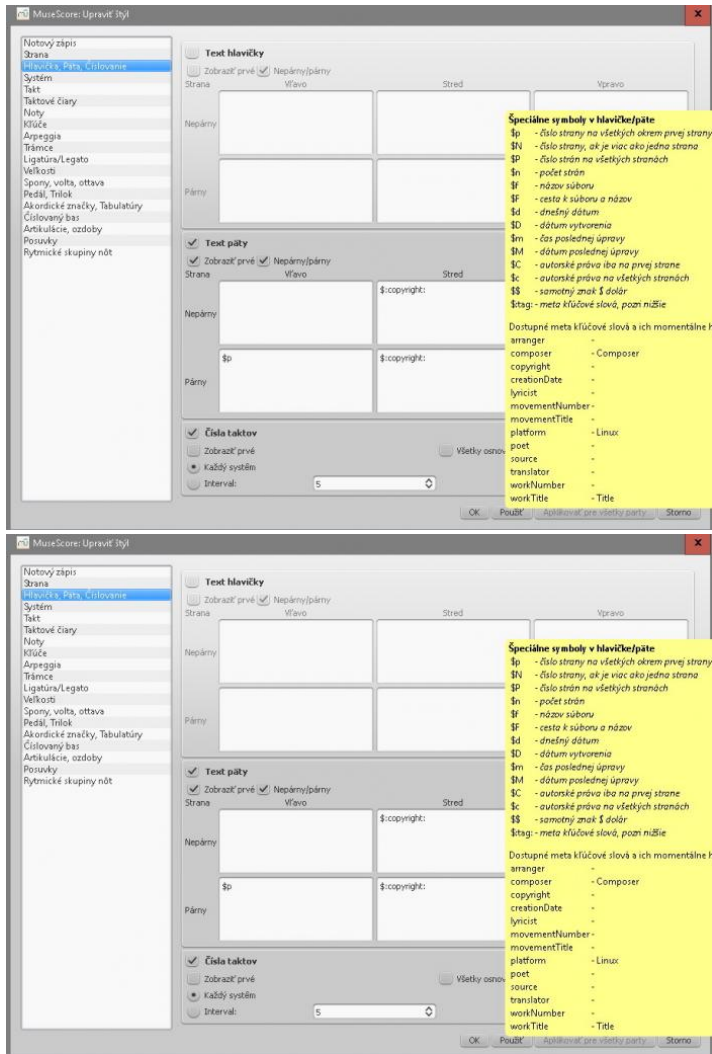 MuseScore: Upraviť štýl
Notový zápis
Strana
Hlavička, Päta, Číslovanie
Systém
Takt
Taktové čiary
Noty
Kľúče
Arpeggia
Trámce
Ligatúra/Legato
Veľkosti
Spony, volta, ottava
Pedál, Trilok
Akordické značky, Tabulatúry
Číslovaný bas
Artikulácie, ozdoby
Posuvky
Rytmické skupiny nôt
Text hlavičky
Zobraziť prvé Nepárny/párny
Strana Vľavo Stred Vpravo
Nepárny
Párny
Text päty
Zobraziť prvé Nepárny/párny
Strana Vľavo Stred
$:copyright:
Nepárny
$p $:copyright:
Párny
Čísla taktov
Zobraziť prvé Všetky osnov
Každý systém
Interval: 5
OK Použiť Aplikovať pre všetky party Storno
Špeciálne symboly v hlavičke/päte
$p - číslo strany na všetkých okrem prvej strany
$N - číslo strany, ak je viac ako jedna strana
$P - číslo strán na všetkých stranách
$n - počet strán
$f - názov súboru
$F - cesta k súboru a názov
$d - dnešný dátum
$D - dátum vytvorenia
$m - čas poslednej úpravy
$M - dátum poslednej úpravy
$C - autorské práva iba na prvej strane
$c - autorské práva na všetkých stranách
$$ - samotný znak $ dolár
$:tag: - meta kľúčové slová, pozri nižšie
Dostupné meta kľúčové slová a ich momentálne h
arranger -
composer - Composer
copyright -
creationDate -
lyricist -
movementNumber -
movementTitle -
platform - Linux
poet -
source -
translator -
workNumber -
workTitle - Title
MuseScore: Upraviť štýl
Notový zápis
Strana
Hlavička, Päta, Číslovanie
Systém
Takt
Taktové čiary
Noty
Kľúče
Arpeggia
Trámce
Ligatúra/Legato
Veľkosti
Spony, volta, ottava
Pedál, Trilok
Akordické značky, Tabulatúry
Číslovaný bas
Artikulácie, ozdoby
Posuvky
Rytmické skupiny nôt
Text hlavičky
Zobraziť prvé Nepárny/párny
Strana Vľavo Stred Vpravo
Nepárny
Párny
Text päty
Zobraziť prvé Nepárny/párny
Strana Vľavo Stred
$:copyright:
Nepárny
$p $:copyright:
Párny
Čísla taktov
Zobraziť prvé Všetky osnov
Každý systém
Interval: 5
OK Použiť Aplikovať pre všetky party Storno
Špeciálne symboly v hlavičke/päte
$p - číslo strany na všetkých okrem prvej strany
$N - číslo strany, ak je viac ako jedna strana
$P - číslo strán na všetkých stranách
$n - počet strán
$f - názov súboru
$F - cesta k súboru a názov
$d - dnešný dátum
$D - dátum vytvorenia
$m - čas poslednej úpravy
$M - dátum poslednej úpravy
$C - autorské práva iba na prvej strane
$c - autorské práva na všetkých stranách
$$ - samotný znak $ dolár
$:tag: - meta kľúčové slová, pozri nižšie
Dostupné meta kľúčové slová a ich momentálne h
arranger -
composer - Composer
copyright -
creationDate -
lyricist -
movementNumber -
movementTitle -
platform - Linux
poet -
source -
translator -
workNumber -
workTitle - Title